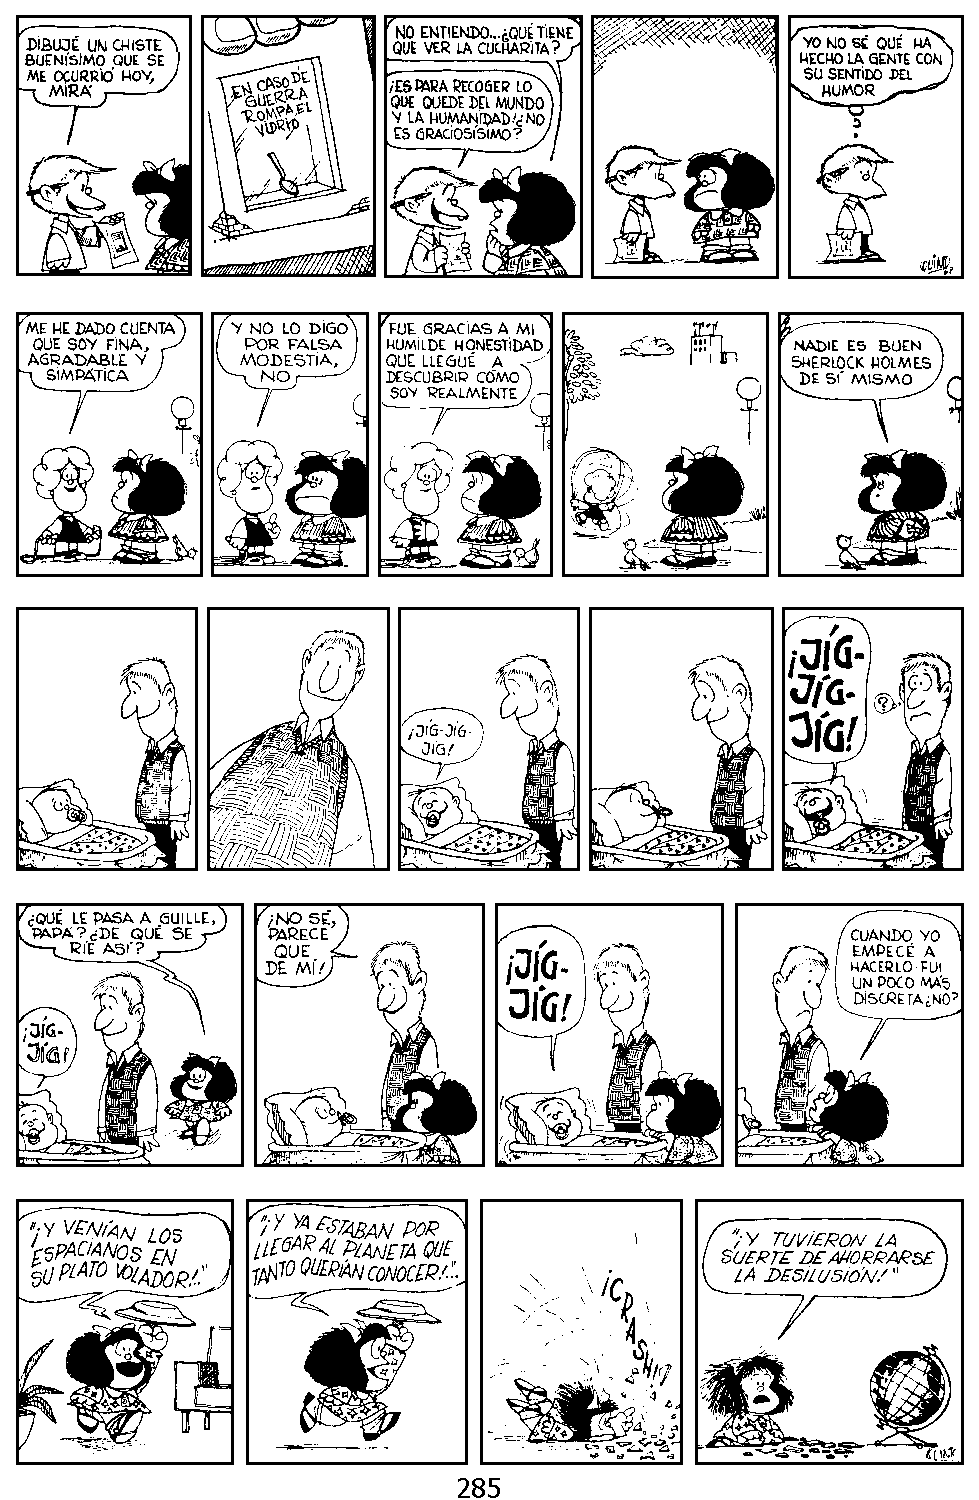 DIBUJÉ UN CHISTE
BUENÍSIMO QUE SE
ME OCURRIÓ HOY,
MIRÁ
EN CASO DE
GUERRA
ROMPA EL
VIDRIO
NO ENTIENDO...¿QUÉ TIENE
QUE VER LA CUCHARITA?
¡ES PARA RECOGER LO
QUE QUEDE DEL MUNDO
Y LA HUMANIDAD!¿NO
ES GRACIOSÍSIMO?
YO NO SÉ QUÉ HA
HECHO LA GENTE CON
SU SENTIDO DEL
HUMOR
QUINO
ME HE DADO CUENTA
QUE SOY FINA,
AGRADABLE Y
SIMPÁTICA
Y NO LO DIGO
POR FALSA
MODESTIA,
NO
FUE GRACIAS A MI
HUMILDE HONESTIDAD
QUE LLEGUÉ A
DESCUBRIR CÓMO
SOY REALMENTE
NADIE ES BUEN
SHERLOCK HOLMES
DE SÍ MISMO
¡JÍG-JÍG-
JÍG!
¡JÍG-
JÍG-
JÍG!
?
¿QUÉ LE PASA A GUILLE,
PAPÁ? ¿DE QUÉ SE
RÍE ASÍ?
¡JÍG-
JÍG!
¡NO SÉ,
PARECE
QUE
DE MÍ!
¡JÍG-
JÍG!
CUANDO YO
EMPECÉ A
HACERLO FUI
UN POCO MÁS
DISCRETA ¿NO?
"¡Y VENÍAN LOS
ESPACIANOS EN
SU PLATO VOLADOR!.."
"¡Y YA ESTABAN POR
LLEGAR AL PLANETA QUE
TANTO QUERÍAN CONOCER!...
¡CRASH!
"¡Y TUVIERON LA
SUERTE DE AHORRARSE
LA DESILUSIÓN!"
QUINO
285